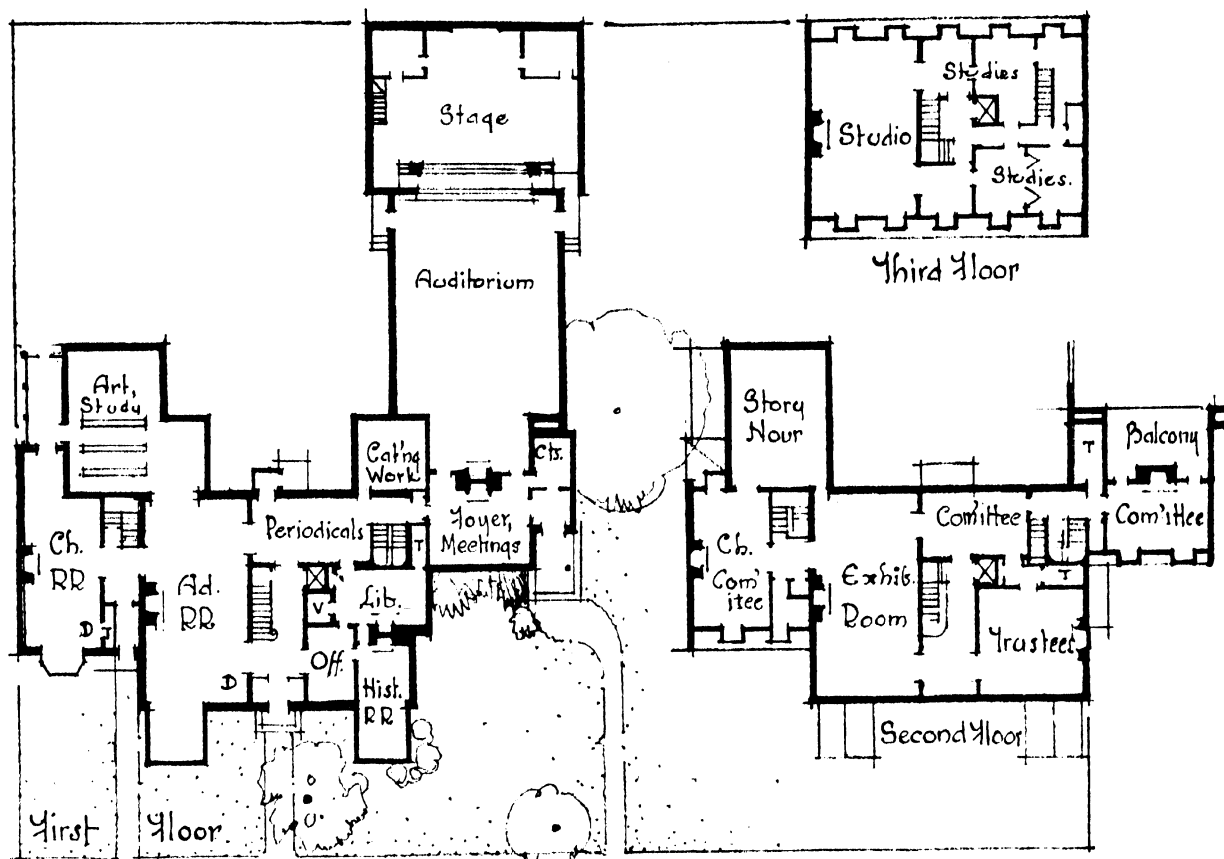 Stage
Auditorium
Art,
Study
Cat'ng
Work
Cts.
Periodicals
T
Foyer,
Meetings
Ch.
RR
Ad.
RR
V
Lib.
D
T
Off.
D
Hist.
RR
First Floor
Studies
Studio
Studies.
Third Floor
Story
Hour
T
Balcony
Com'ittee
Com'ittee
Ch.
Com'
itee
Exhib.
Room
T
Trustees
Second Floor